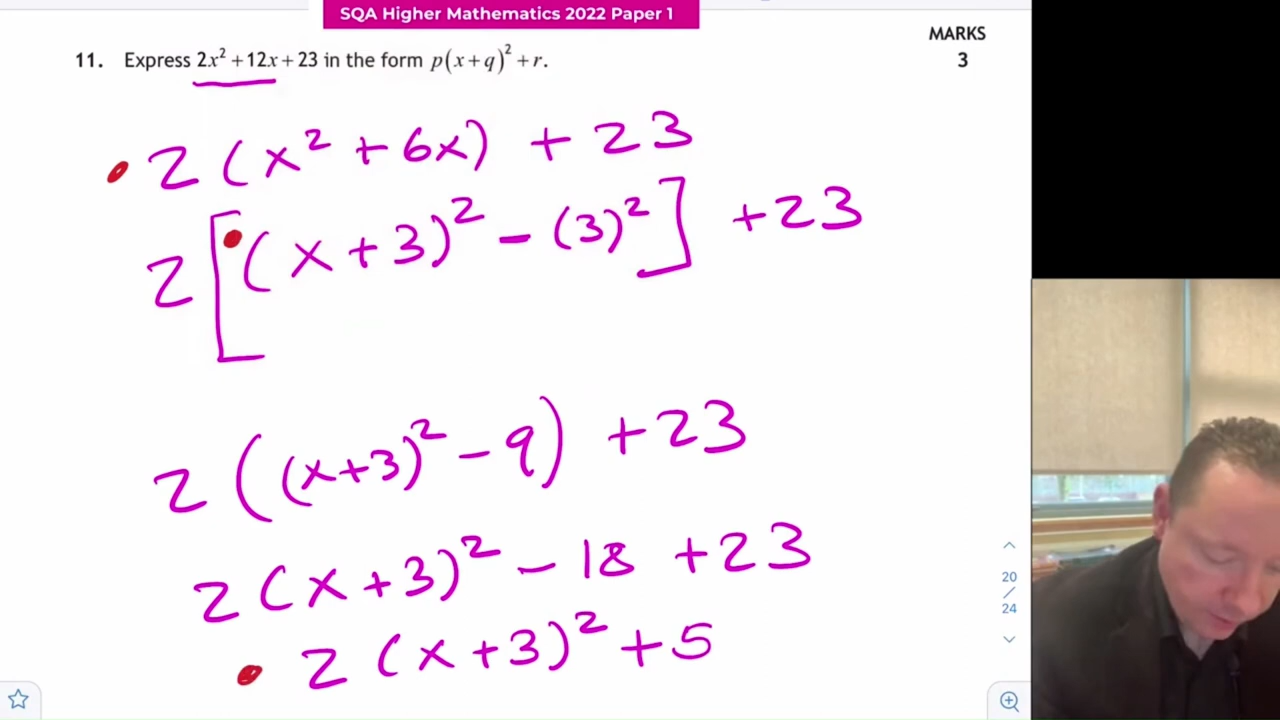 SQA Higher Mathematics 2022 Paper 1
MARKS
11. Express 2x² + 12x + 23 in the form p(x+q)² + r. 3
2(x² + 6x) + 23
2[(x+3)² - (3)²] + 23
2((x+3)² - 9) + 23
2(x+3)² - 18 + 23
2(x+3)² + 5
20
/
24